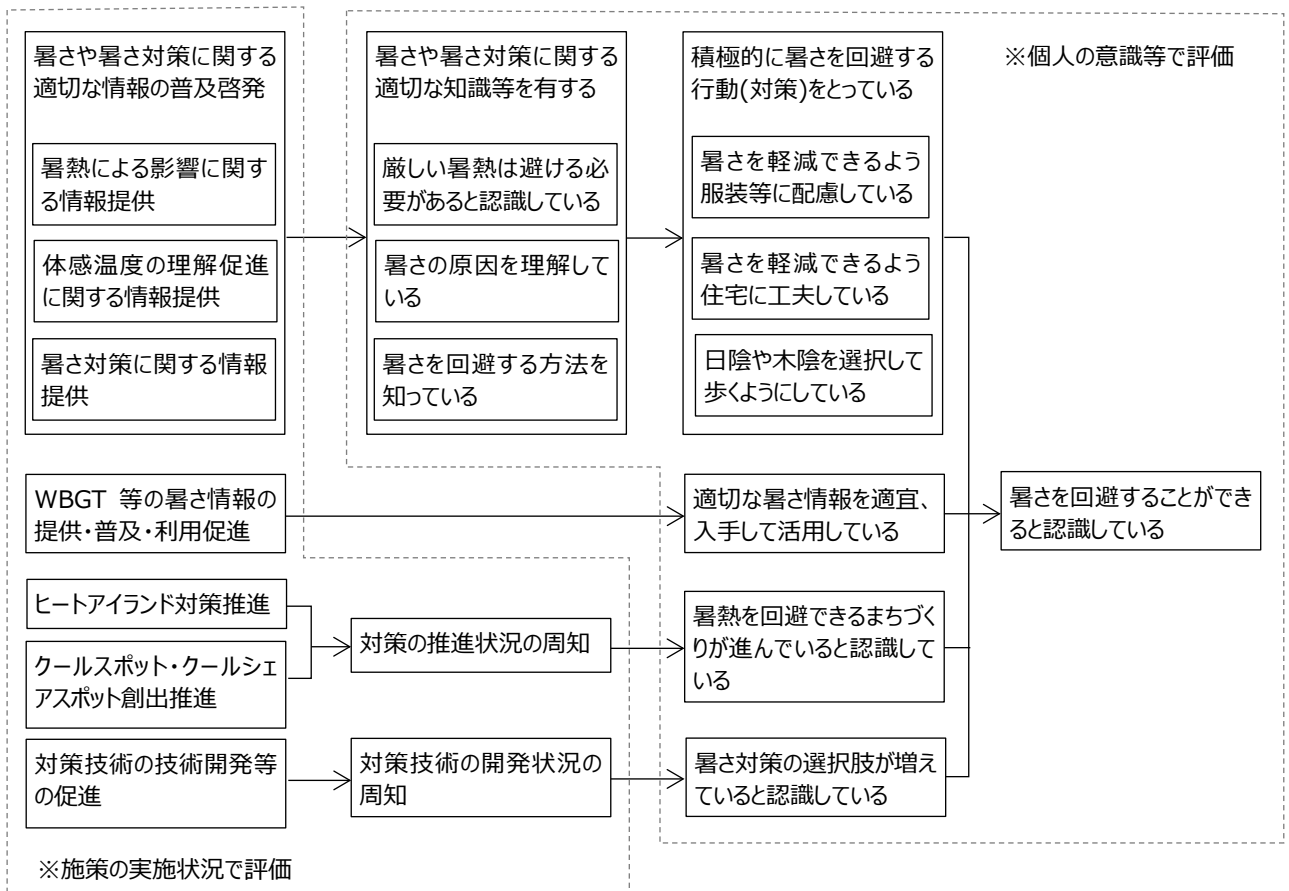 暑さや暑さ対策に関する
適切な情報の普及啓発
暑熱による影響に関す
る情報提供
体感温度の理解促進
に関する情報提供
暑さ対策に関する情報
提供
暑さや暑さ対策に関する
適切な知識等を有する
厳しい暑熱は避ける必
要があると認識している
暑さの原因を理解して
いる
暑さを回避する方法を
知っている
積極的に暑さを回避する
行動(対策)をとっている
暑さを軽減できるよう
服装等に配慮している
暑さを軽減できるよう
住宅に工夫している
日陰や木陰を選択して
歩くようにしている
※個人の意識等で評価
WBGT 等の暑さ情報の
提供・普及・利用促進
適切な暑さ情報を適宜、
入手して活用している
暑さを回避することができ
ると認識している
ヒートアイランド対策推進
クールスポット・クールシェ
アスポット創出推進
対策の推進状況の周知
暑熱を回避できるまちづく
りが進んでいると認識して
いる
対策技術の技術開発等
の促進
対策技術の開発状況の
周知
暑さ対策の選択肢が増え
ていると認識している
※施策の実施状況で評価